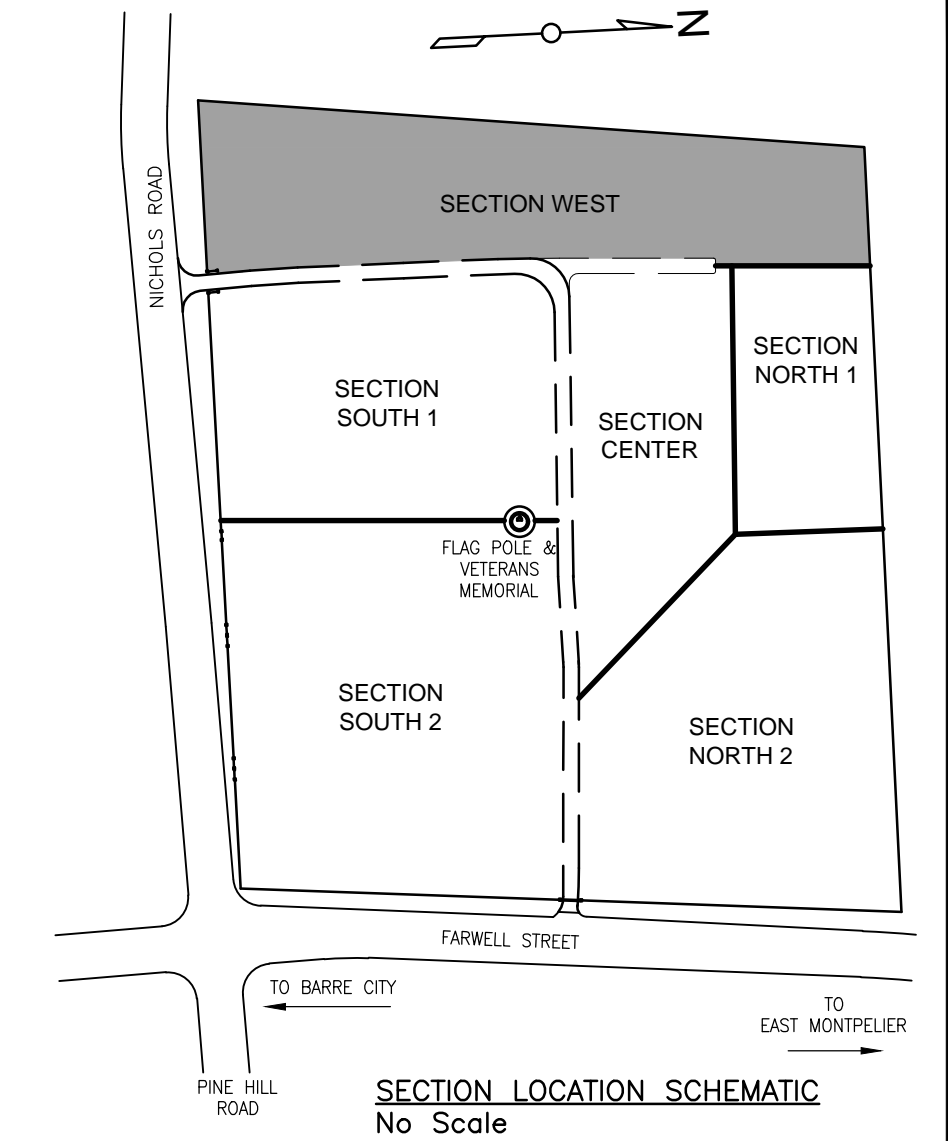 N
NICHOLS ROAD
SECTION WEST
SECTION
NORTH 1
SECTION
SOUTH 1
SECTION
CENTER
FLAG POLE &
VETERANS
MEMORIAL
SECTION
SOUTH 2
SECTION
NORTH 2
FARWELL STREET
TO BARRE CITY
TO
EAST MONTPELIER
PINE HILL
ROAD
SECTION LOCATION SCHEMATIC
No Scale